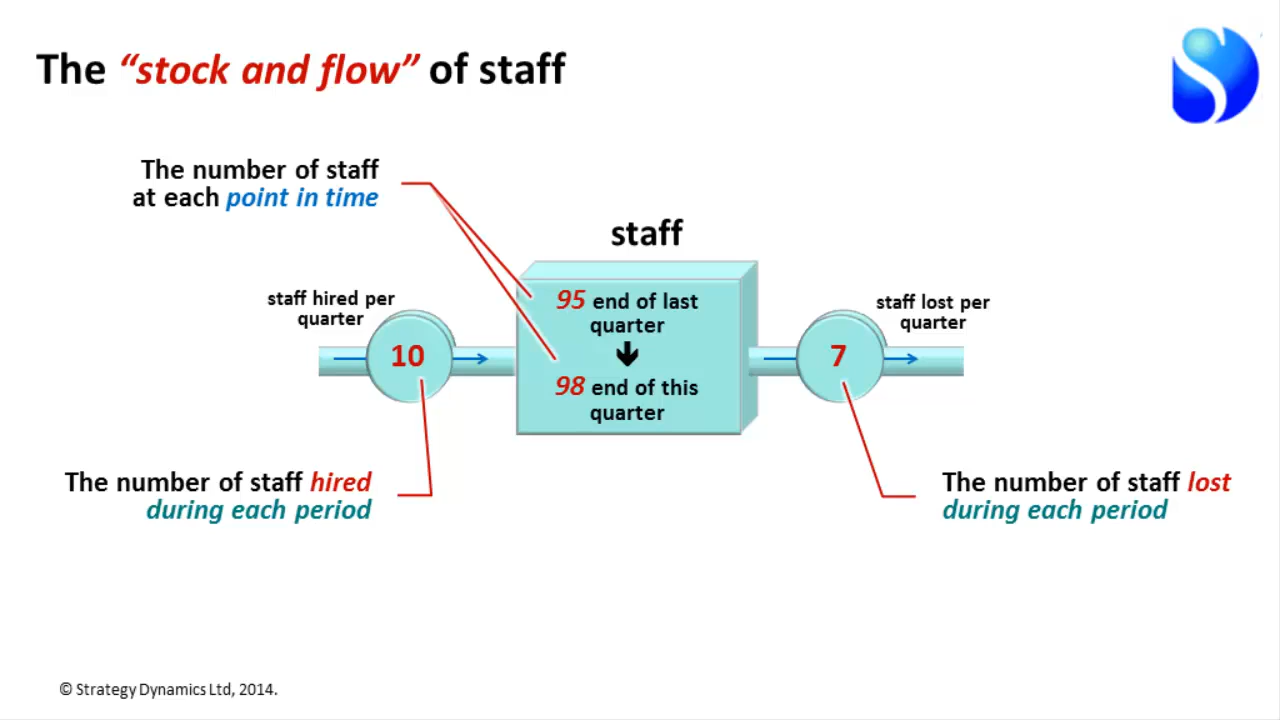 The “stock and flow” of staff
The number of staff
at each point in time
staff
staff hired per
quarter
10
95 end of last
quarter
98 end of this
quarter
staff lost per
quarter
7
The number of staff hired
during each period
The number of staff lost
during each period
© Strategy Dynamics Ltd, 2014.